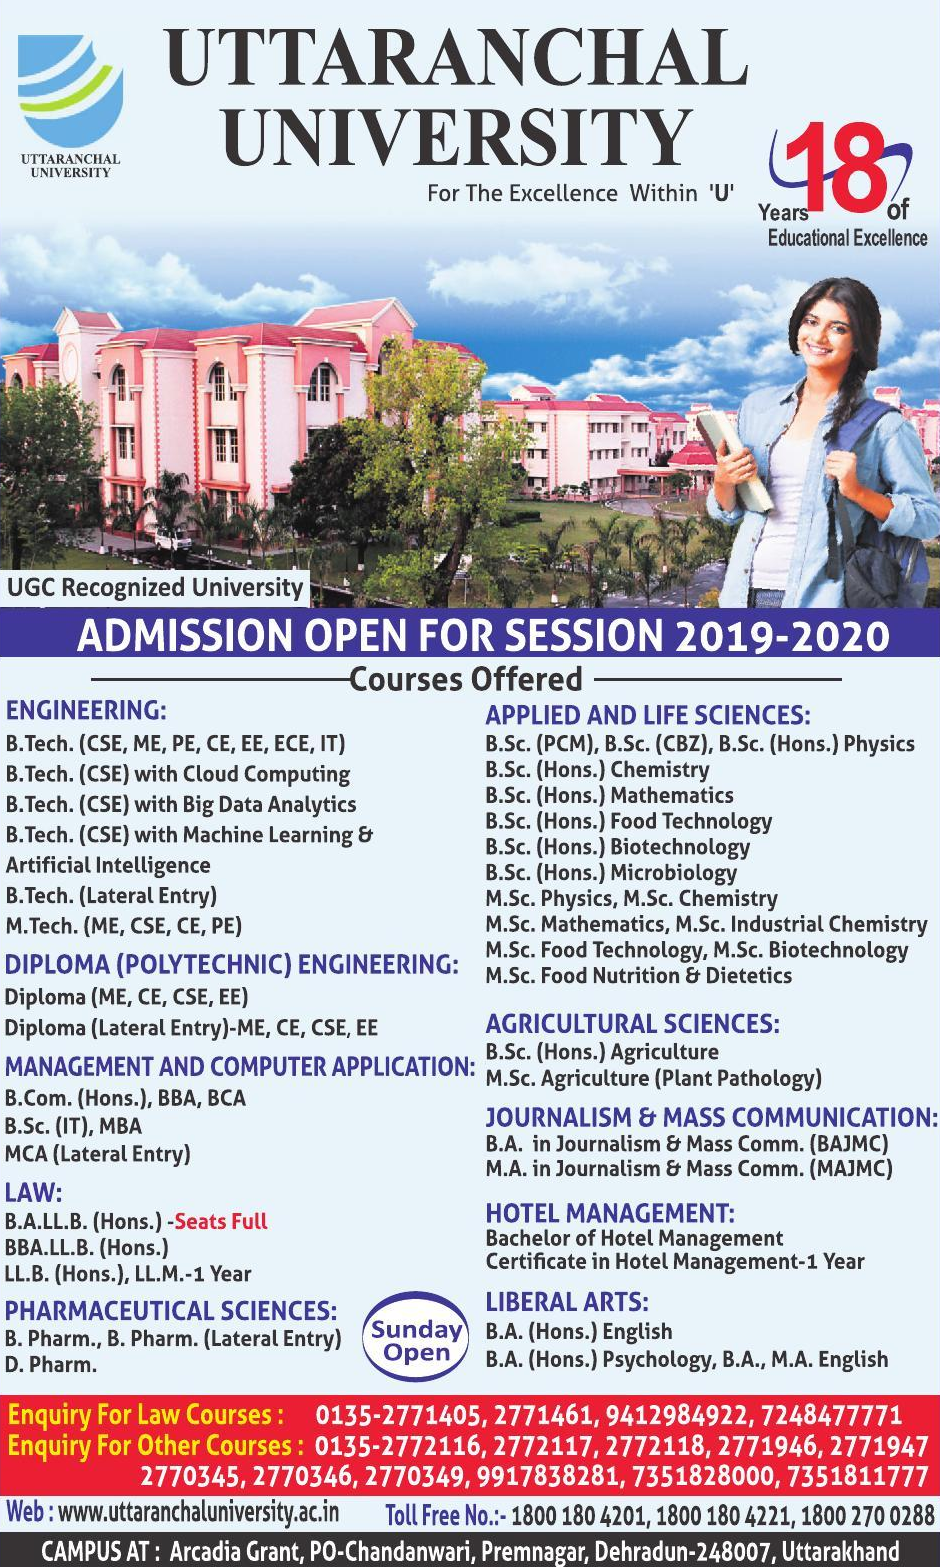 UTTARANCHAL
UNIVERSITY
UTTARANCHAL
UNIVERSITY
For The Excellence Within 'U'
18
Years of
Educational Excellence
UGC Recognized University
ADMISSION OPEN FOR SESSION 2019-2020
Courses Offered
ENGINEERING:
B.Tech. (CSE, ME, PE, CE, EE, ECE, IT)
B.Tech. (CSE) with Cloud Computing
B.Tech. (CSE) with Big Data Analytics
B.Tech. (CSE) with Machine Learning &
Artificial Intelligence
B.Tech. (Lateral Entry)
M.Tech. (ME, CSE, CE, PE)
DIPLOMA (POLYTECHNIC) ENGINEERING:
Diploma (ME, CE, CSE, EE)
Diploma (Lateral Entry)-ME, CE, CSE, EE
MANAGEMENT AND COMPUTER APPLICATION:
B.Com. (Hons.), BBA, BCA
B.Sc. (IT), MBA
MCA (Lateral Entry)
LAW:
B.A.LL.B. (Hons.) -Seats Full
BBA.LL.B. (Hons.)
LL.B. (Hons.), LL.M.-1 Year
PHARMACEUTICAL SCIENCES:
B. Pharm., B. Pharm. (Lateral Entry)
D. Pharm.
Sunday
Open
APPLIED AND LIFE SCIENCES:
B.Sc. (PCM), B.Sc. (CBZ), B.Sc. (Hons.) Physics
B.Sc. (Hons.) Chemistry
B.Sc. (Hons.) Mathematics
B.Sc. (Hons.) Food Technology
B.Sc. (Hons.) Biotechnology
B.Sc. (Hons.) Microbiology
M.Sc. Physics, M.Sc. Chemistry
M.Sc. Mathematics, M.Sc. Industrial Chemistry
M.Sc. Food Technology, M.Sc. Biotechnology
M.Sc. Food Nutrition & Dietetics
AGRICULTURAL SCIENCES:
B.Sc. (Hons.) Agriculture
M.Sc. Agriculture (Plant Pathology)
JOURNALISM & MASS COMMUNICATION:
B.A. in Journalism & Mass Comm. (BAJMC)
M.A. in Journalism & Mass Comm. (MAJMC)
HOTEL MANAGEMENT:
Bachelor of Hotel Management
Certificate in Hotel Management-1 Year
LIBERAL ARTS:
B.A. (Hons.) English
B.A. (Hons.) Psychology, B.A., M.A. English
Enquiry For Law Courses : 0135-2771405, 2771461, 9412984922, 7248477771
Enquiry For Other Courses : 0135-2772116, 2772117, 2772118, 2771946, 2771947
2770345, 2770346, 2770349, 9917838281, 7351828000, 7351811777
Web : www.uttaranchaluniversity.ac.in Toll Free No.:- 1800 180 4201, 1800 180 4221, 1800 270 0288
CAMPUS AT : Arcadia Grant, PO-Chandanwari, Premnagar, Dehradun-248007, Uttarakhand